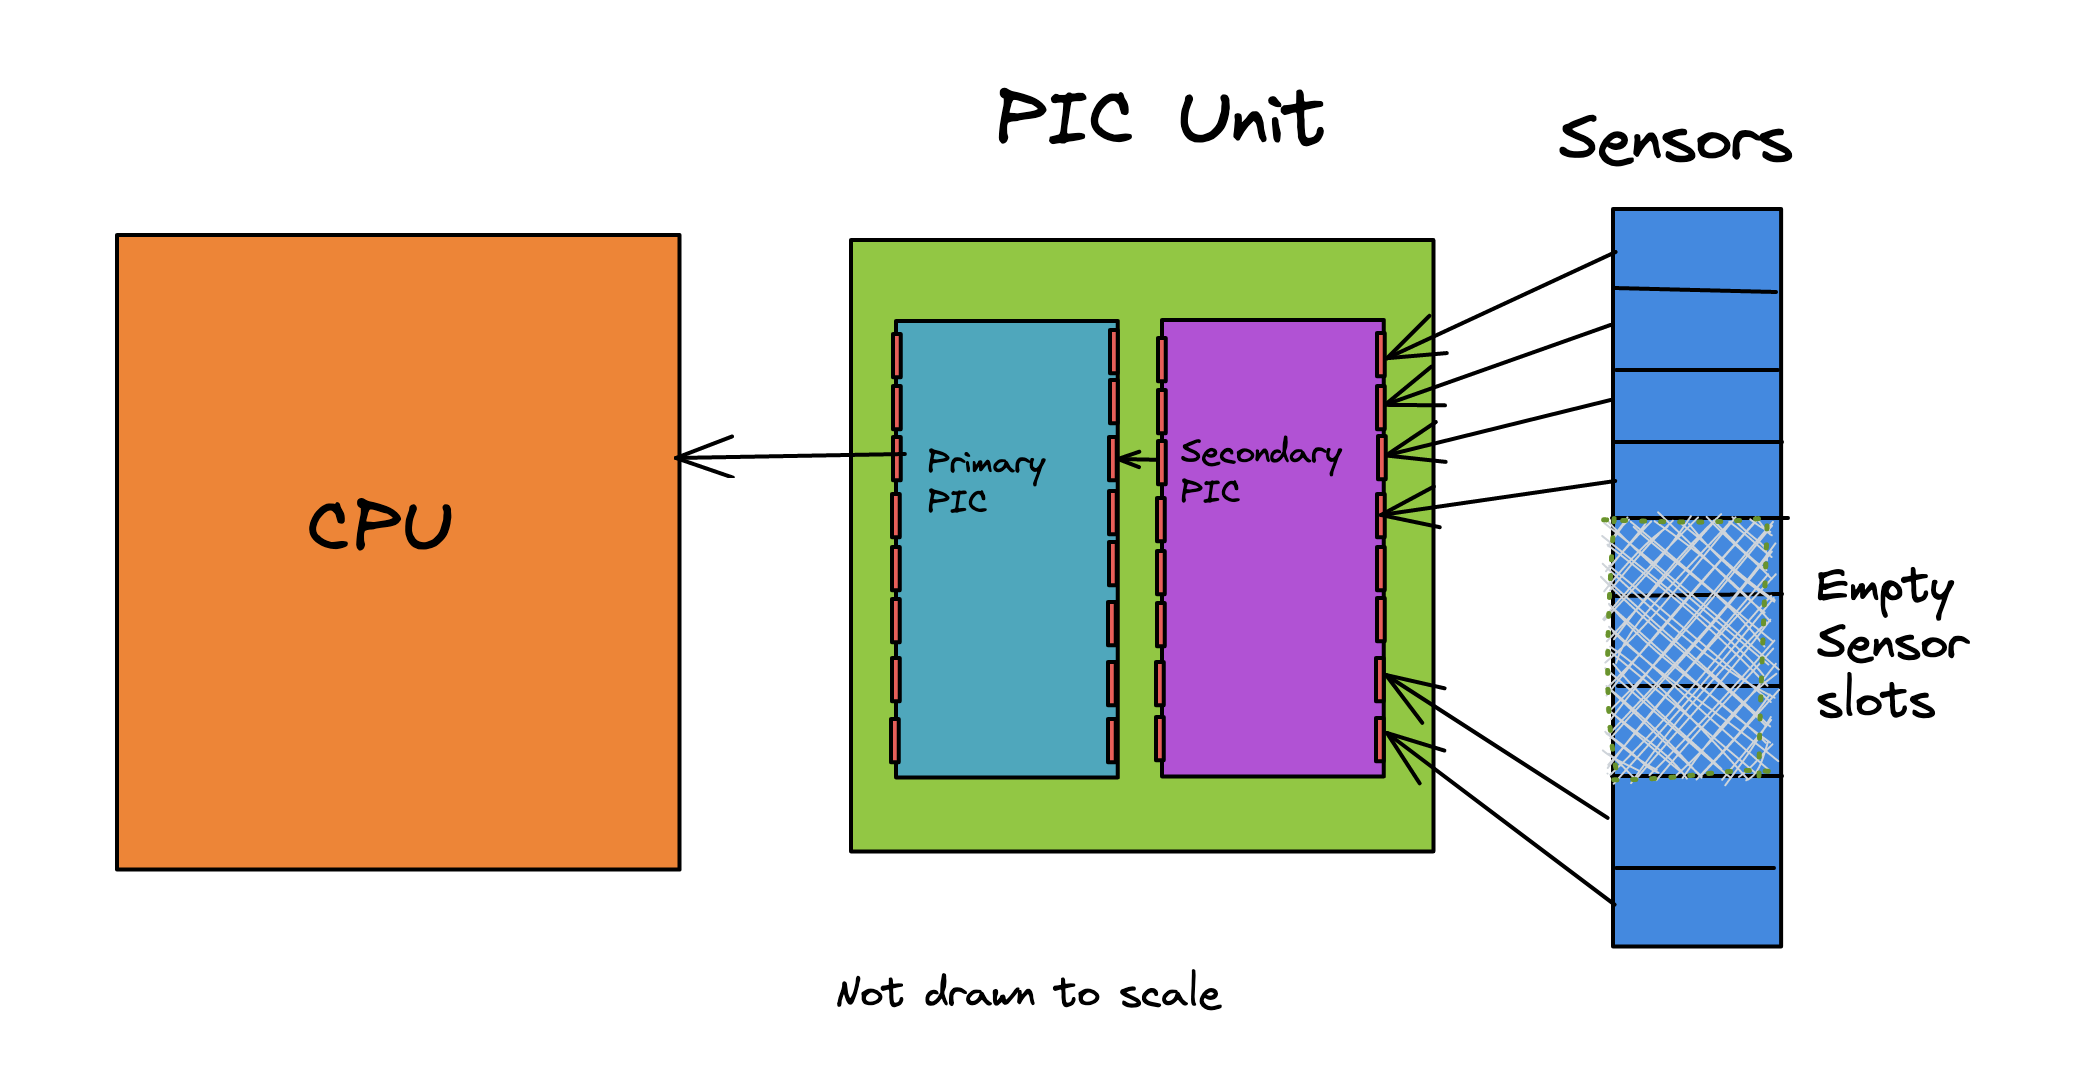 PIC Unit
Sensors
CPU
Primary
PIC
Secondary
PIC
Empty
Sensor
slots
Not drawn to scale